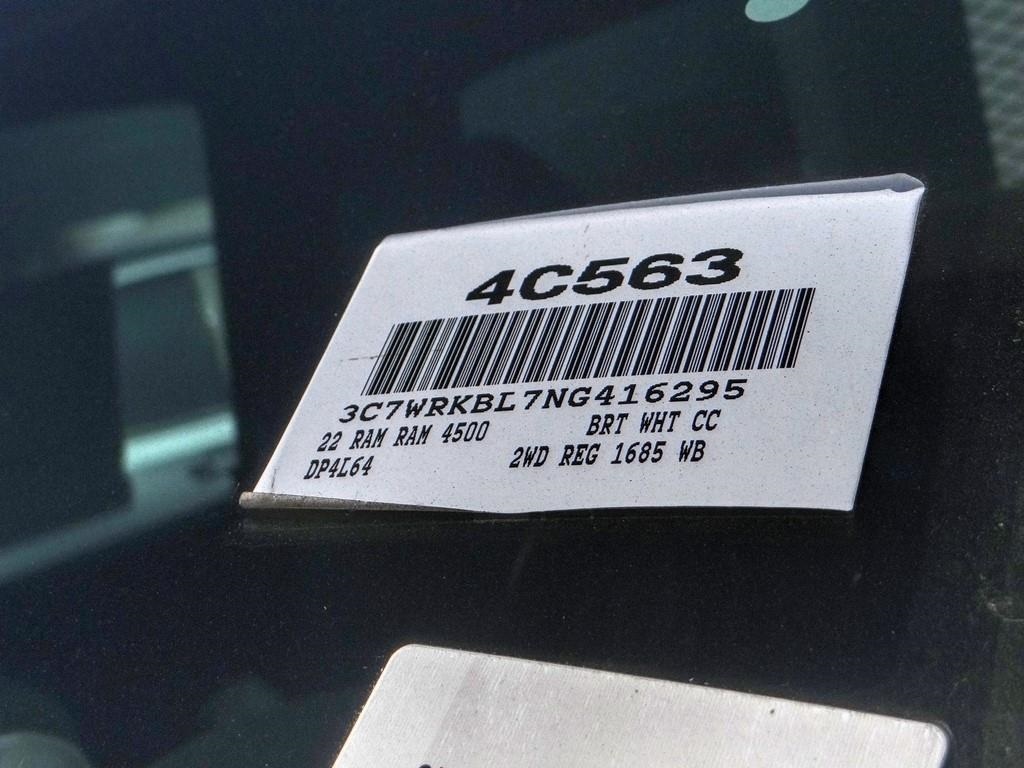 4C563
3C7WRKBL7NG416295
22 RAM RAM 4500 BRT WHT CC
DP4L64 2WD REG 1685 WB